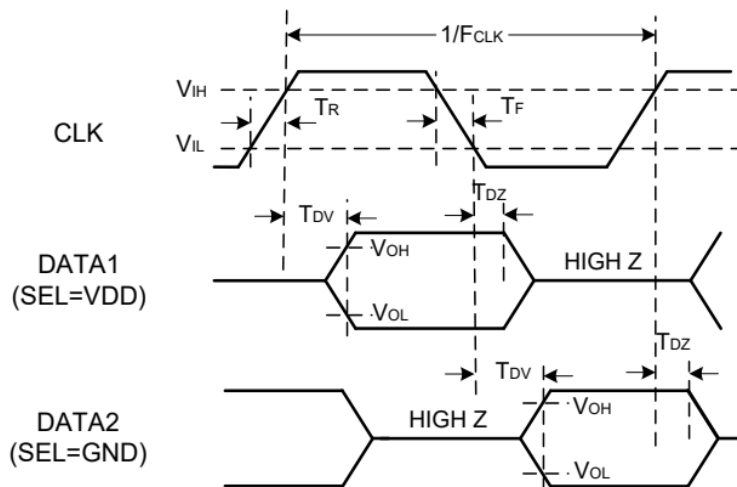 1/FCLK
VIH
TR
TF
CLK
VIL
TDZ
TDV
VOH
DATA1
(SEL=VDD)
HIGH Z
VOL
TDZ
TDV
VOH
DATA2
(SEL=GND)
HIGH Z
VOL